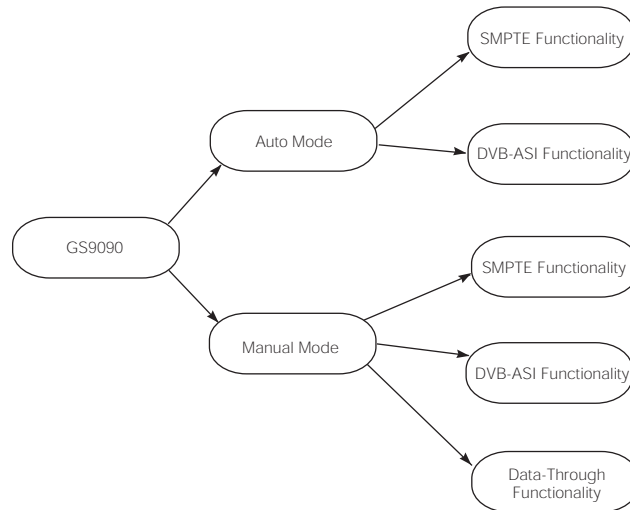 SMPTE Functionality
Auto Mode
DVB-ASI Functionality
GS9090
SMPTE Functionality
Manual Mode
DVB-ASI Functionality
Data-Through
Functionality